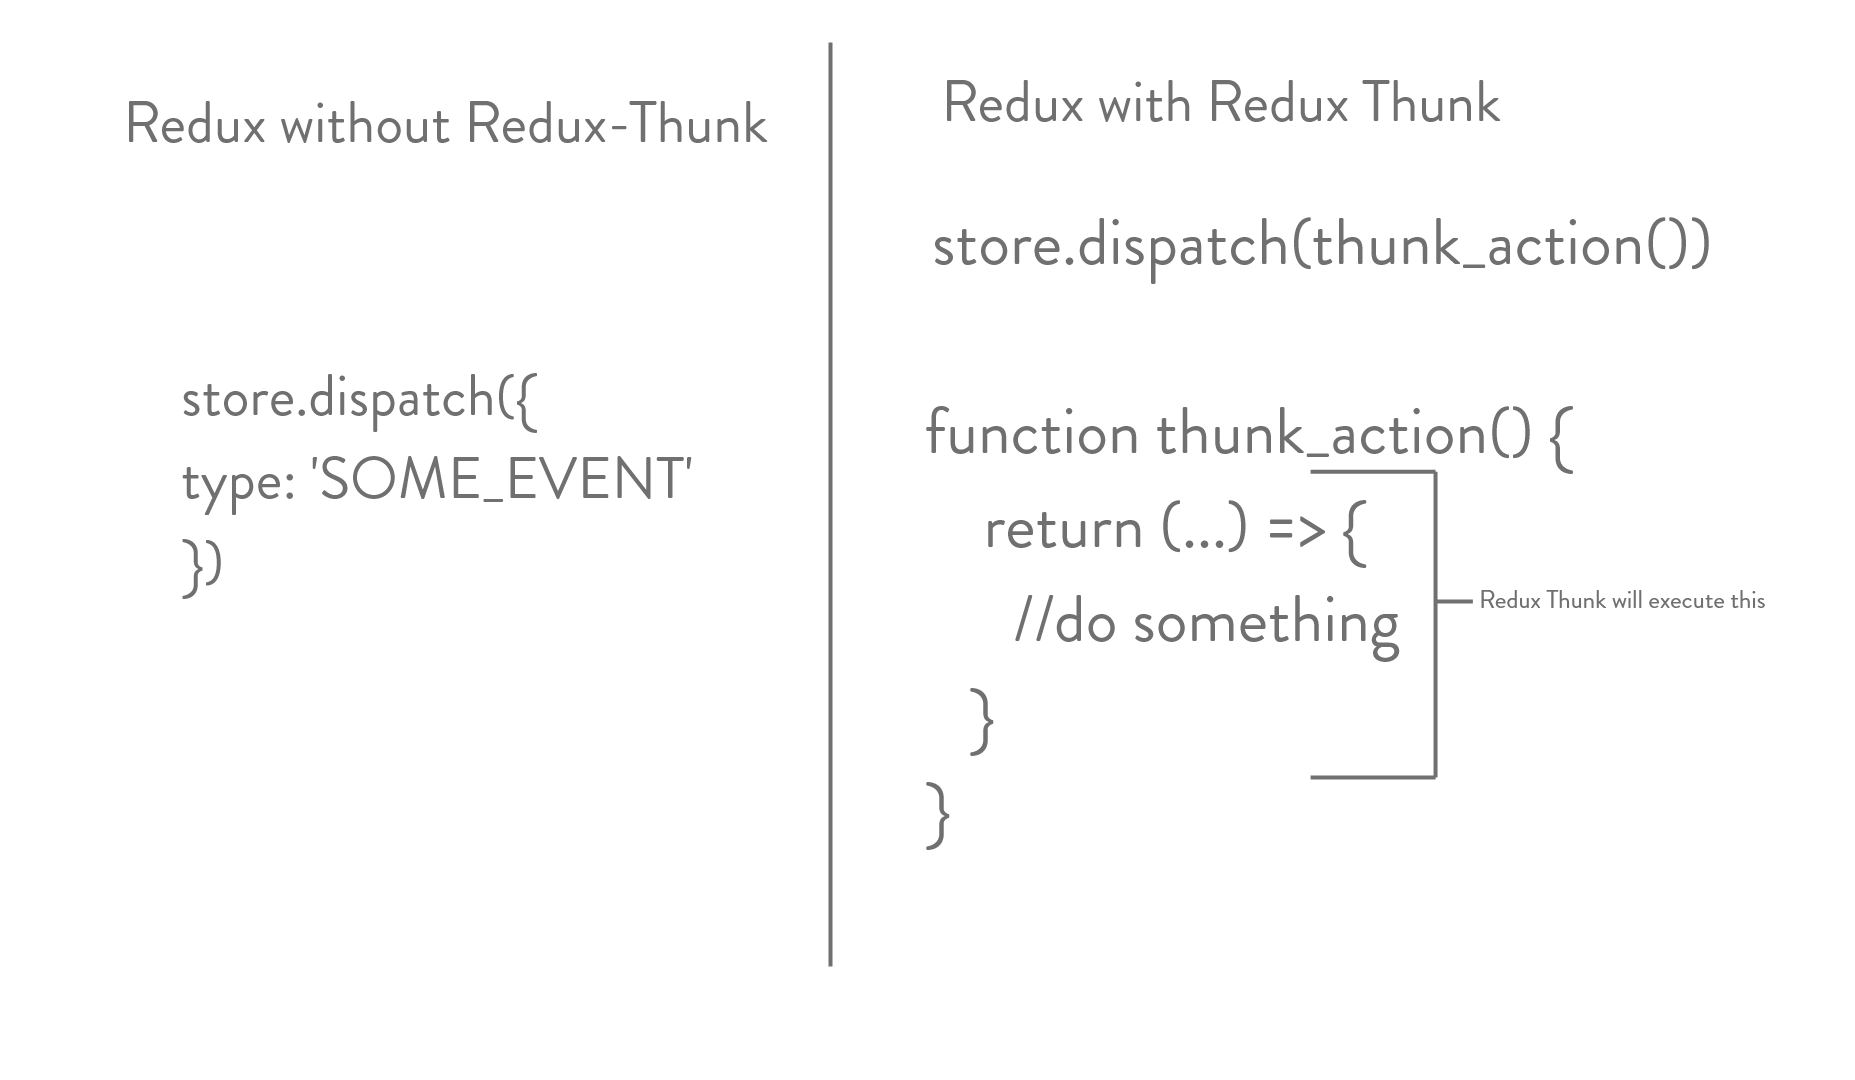 Redux without Redux-Thunk
store.dispatch({
type: 'SOME_EVENT'
})
Redux with Redux Thunk
store.dispatch(thunk_action())
function thunk_action() {
return (...) => {
//do something
}
}
Redux Thunk will execute this